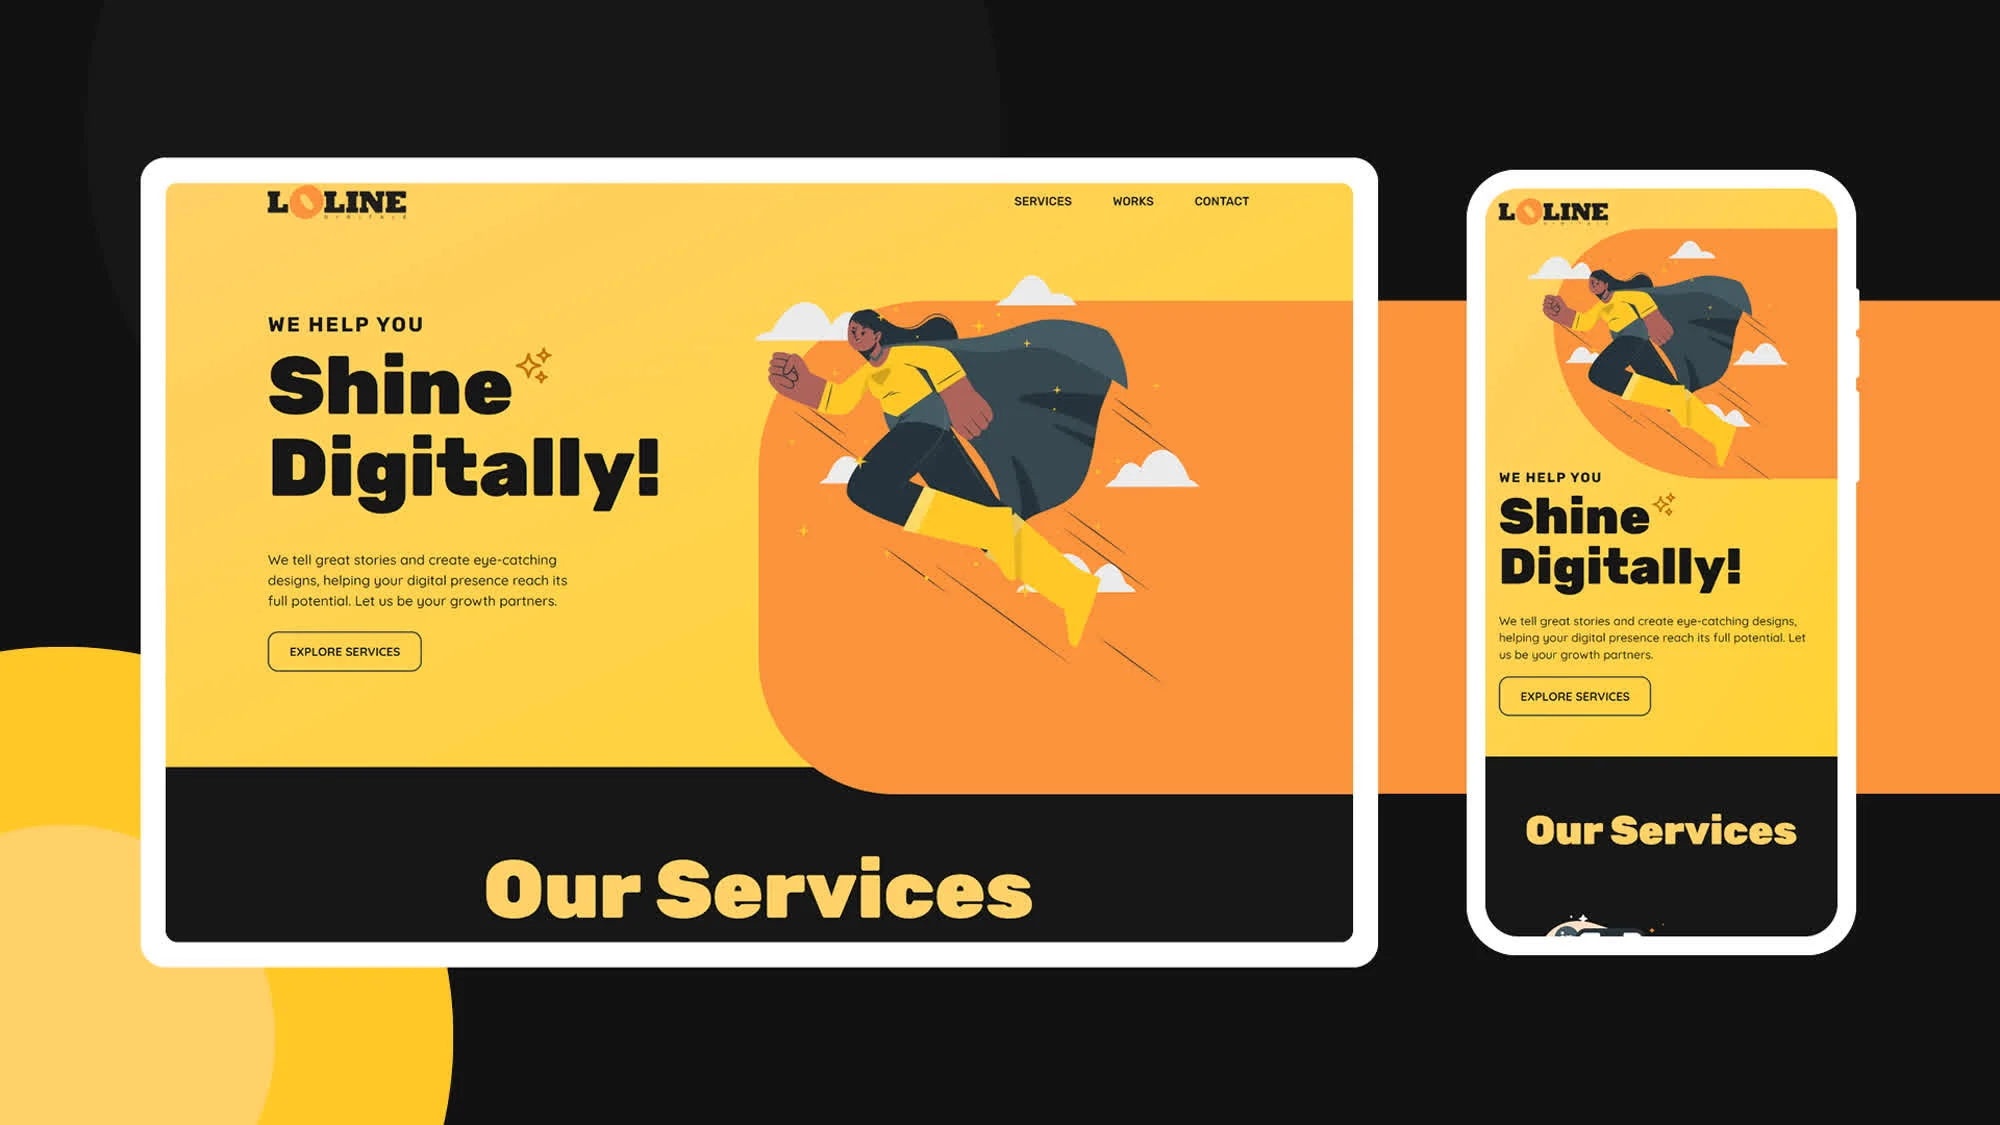 LOLINE
SERVICES WORKS CONTACT
WE HELP YOU
Shine
Digitally!
We tell great stories and create eye-catching
designs, helping your digital presence reach its
full potential. Let us be your growth partners.
EXPLORE SERVICES
Our Services
LOLINE
WE HELP YOU
Shine
Digitally!
We tell great stories and create eye-catching designs,
helping your digital presence reach its full potential. Let
us be your growth partners.
EXPLORE SERVICES
Our Services